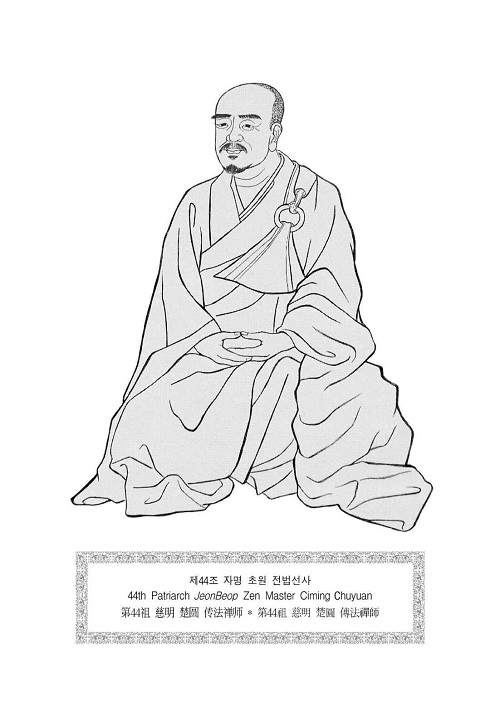 제44조 자명 초원 전법선사
44th Patriarch JeonBeop Zen Master Ciming Chuyuan
第44祖 慈明 楚圆 传法禅师 * 第44祖 慈明 楚圓 傳法禪師